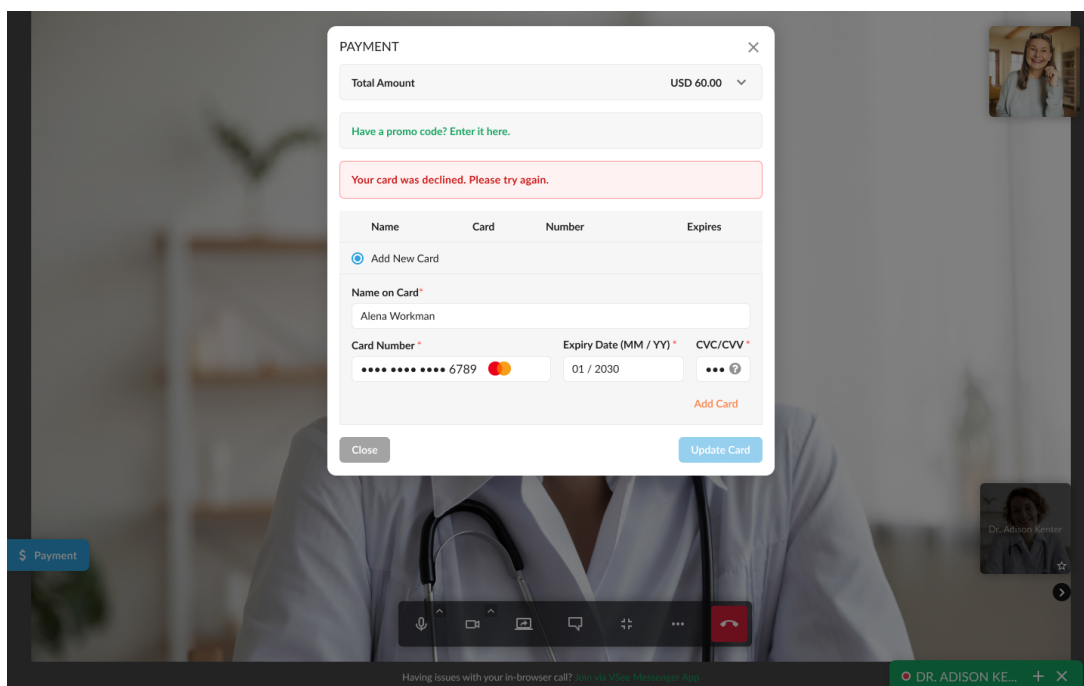 PAYMENT
Total Amount USD 60.00
Have a promo code? Enter it here.
Your card was declined. Please try again.
Name Card Number Expires
Add New Card
Name on Card*
Alena Workman
Card Number * Expiry Date (MM / YY) * CVC/CVV *
•••• •••• •••• 6789 01 / 2030 ••• ?
Add Card
Close Update Card
Dr. Adison Kenter
$ Payment
Having issues with your in-browser call? Join via VSee Messenger App
DR. ADISON KE...